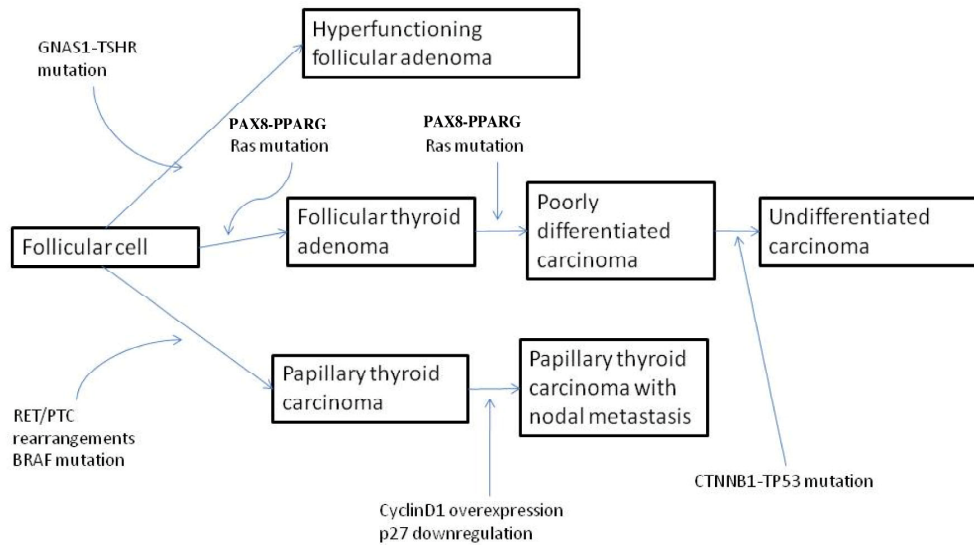 GNAS1-TSHR
mutation
Hyperfunctioning
follicular adenoma
PAX8-PPARG
Ras mutation
PAX8-PPARG
Ras mutation
Follicular cell
Follicular thyroid
adenoma
Poorly
differentiated
carcinoma
Undifferentiated
carcinoma
RET/PTC
rearrangements
BRAF mutation
Papillary thyroid
carcinoma
Papillary thyroid
carcinoma with
nodal metastasis
CyclinD1 overexpression
p27 downregulation
CTNNB1-TP53 mutation